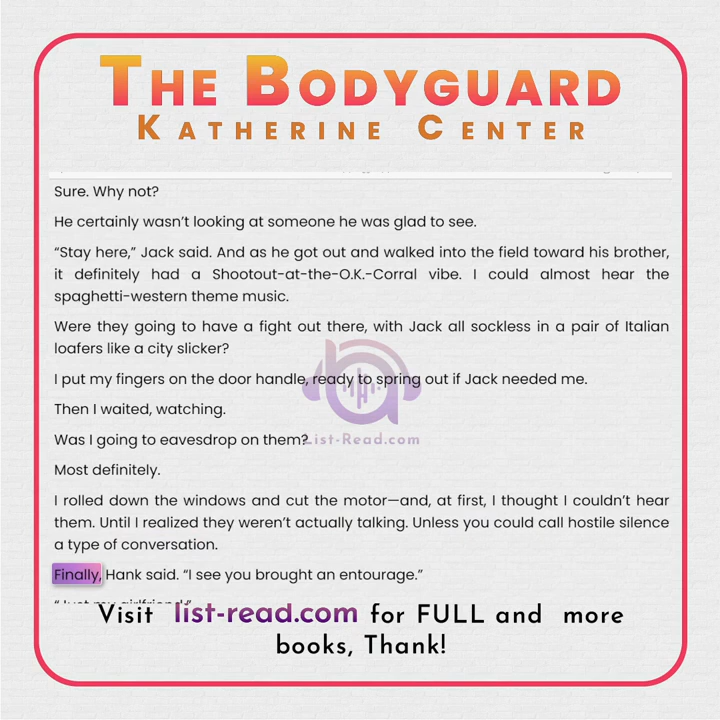 THE BODYGUARD
KATHERINE CENTER
Sure. Why not?
He certainly wasn’t looking at someone he was glad to see.
“Stay here,” Jack said. And as he got out and walked into the field toward his brother,
it definitely had a Shootout-at-the-O.K.-Corral vibe. I could almost hear the
spaghetti-western theme music.
Were they going to have a fight out there, with Jack all sockless in a pair of Italian
loafers like a city slicker?
I put my fingers on the door handle, ready to spring out if Jack needed me.
Then I waited, watching.
Was I going to eavesdrop on them?
List-Read.com
Most definitely.
I rolled down the windows and cut the motor—and, at first, I thought I couldn’t hear
them. Until I realized they weren’t actually talking. Unless you could call hostile silence
a type of conversation.
Finally, Hank said. “I see you brought an entourage.”
Visit list-read.com for FULL and more
books, Thank!